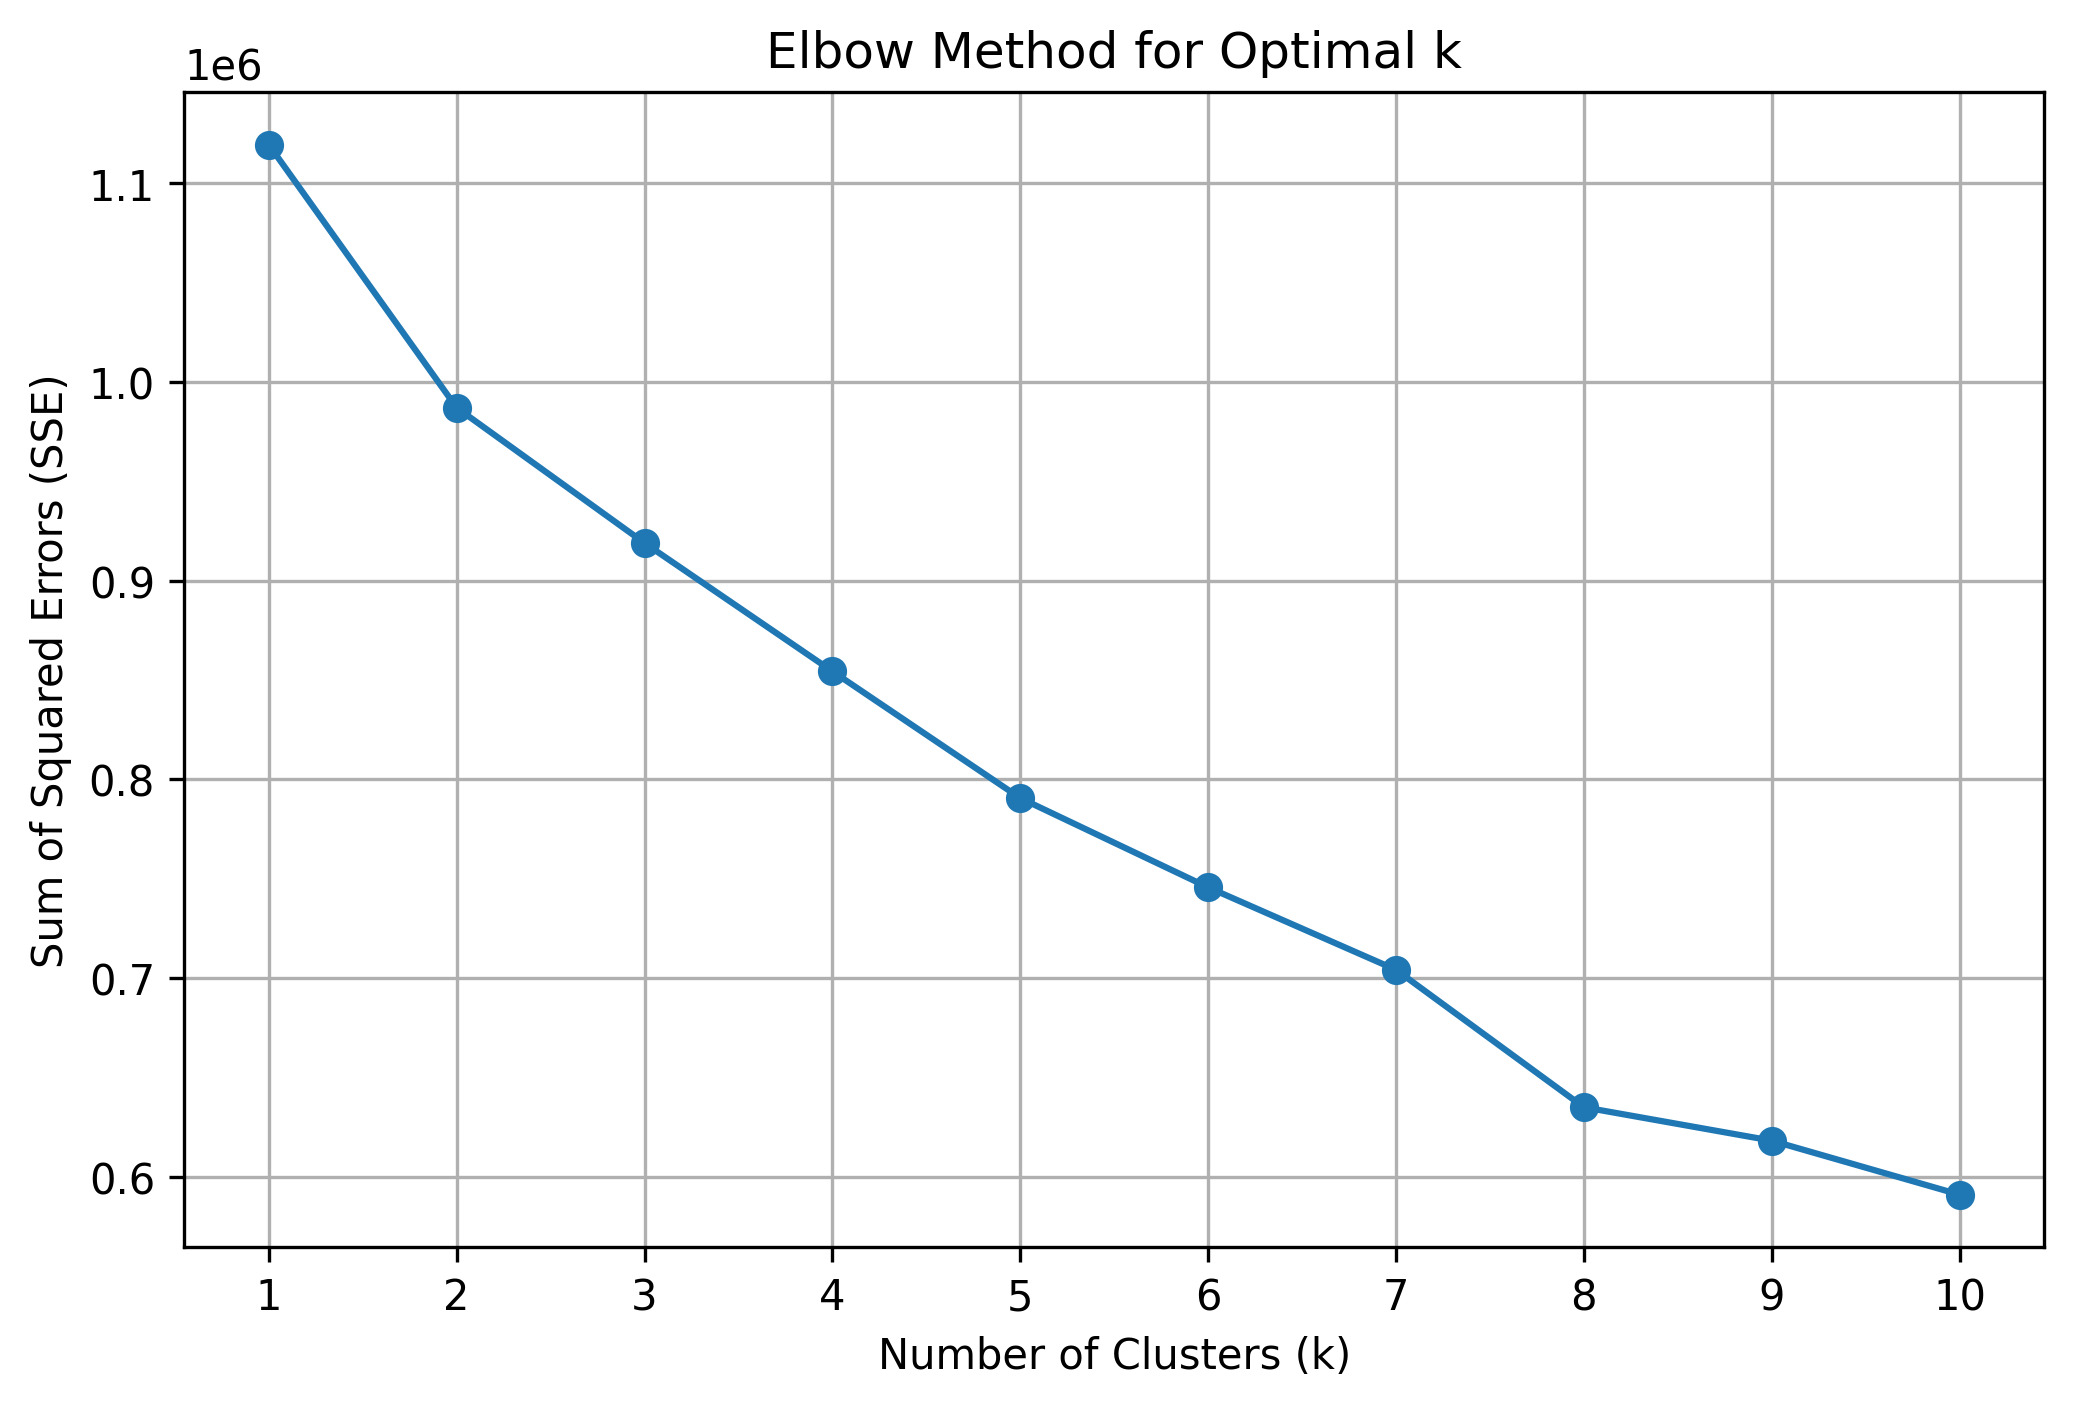 Elbow Method for Optimal k
1e6
1.1
1.0
0.9
0.8
0.7
0.6
Sum of Squared Errors (SSE)
1 2 3 4 5 6 7 8 9 10
Number of Clusters (k)